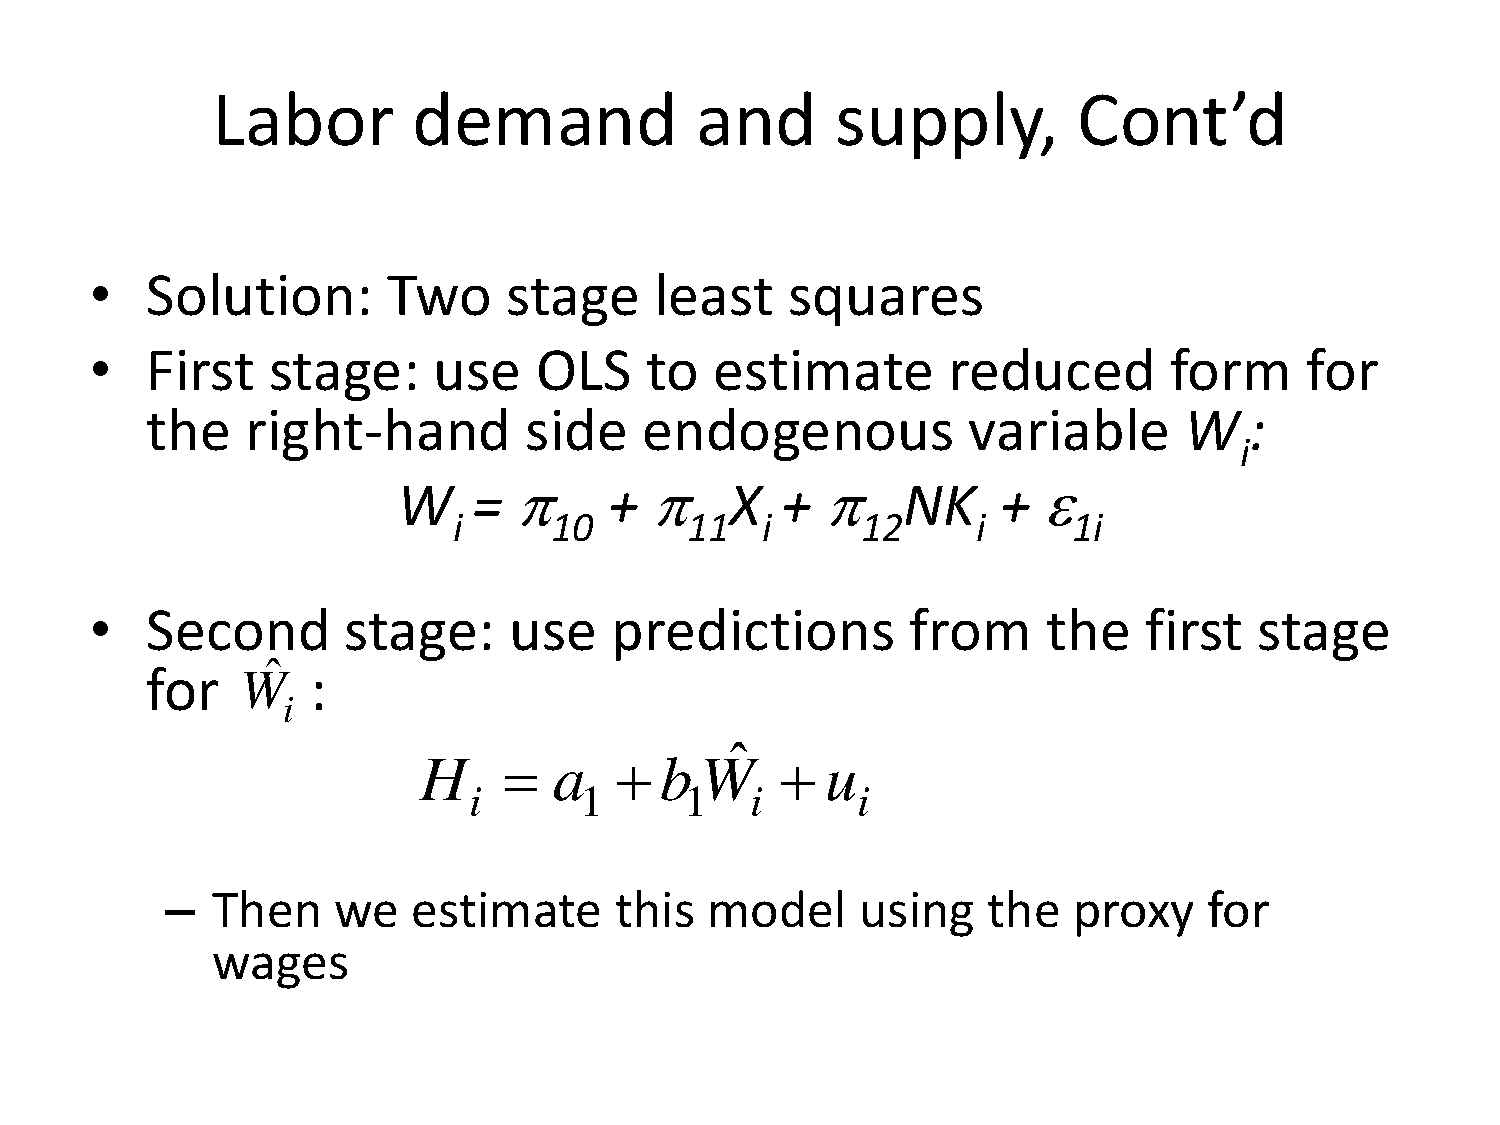 Labor demand and supply, Cont’d
• Solution: Two stage least squares
• First stage: use OLS to estimate reduced form for
the right-hand side endogenous variable Wᵢ:
Wᵢ = π₁₀ + π₁₁Xᵢ + π₁₂NKᵢ + ε₁ᵢ
• Second stage: use predictions from the first stage
for Ŵᵢ :
Hᵢ = a₁ + b₁Ŵᵢ + uᵢ
– Then we estimate this model using the proxy for
wages